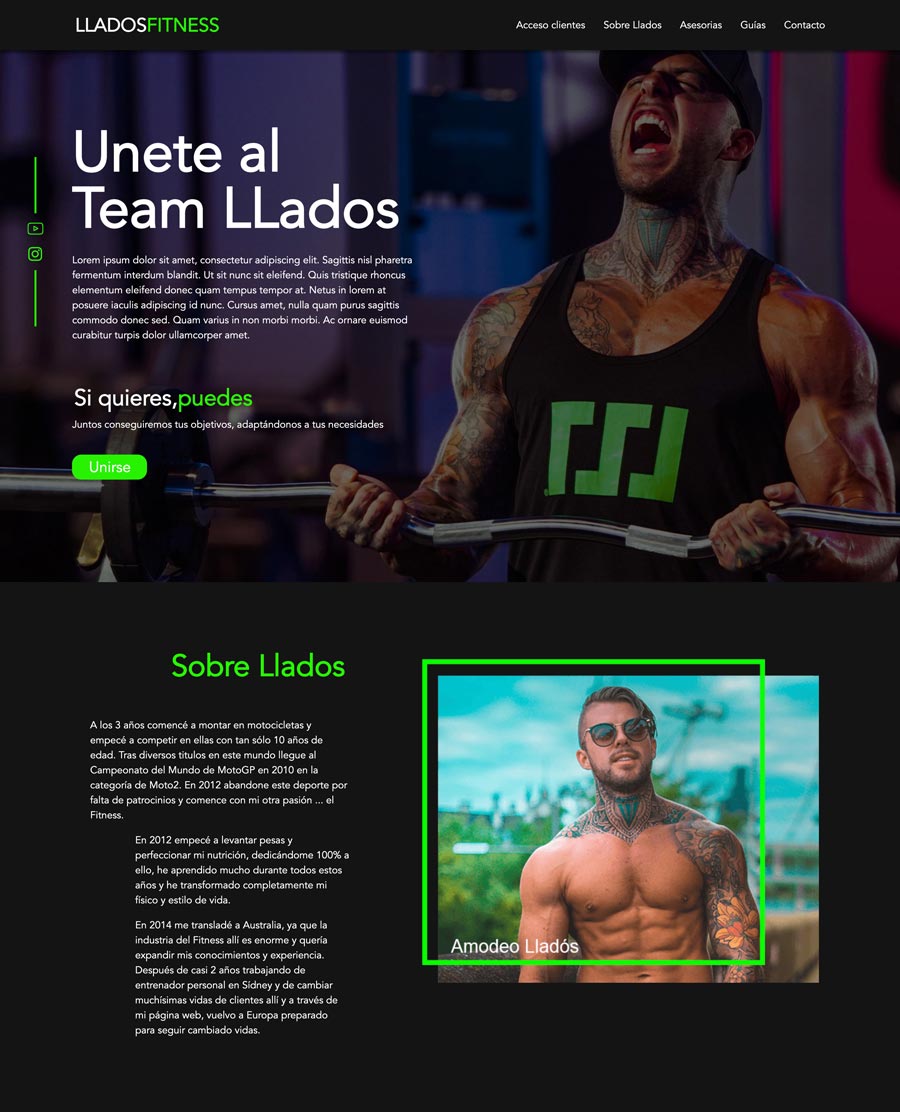 LLADOSFITNESS
Acceso clientes Sobre Llados Asesorias Guías Contacto
Unete al
Team LLados
Lorem ipsum dolor sit amet, consectetur adipiscing elit. Sagittis nisl pharetra
fermentum interdum blandit. Ut sit nunc sit eleifend. Quis tristique rhoncus
elementum eleifend donec quam tempus tempor at. Netus in lorem at
posuere iaculis adipiscing id nunc. Cursus amet, nulla quam purus sagittis
commodo donec sed. Quam varius in non morbi morbi. Ac ornare euismod
curabitur turpis dolor ullamcorper amet.
Si quieres,puedes
Juntos conseguiremos tus objetivos, adaptándonos a tus necesidades
Unirse
Sobre Llados
A los 3 años comencé a montar en motocicletas y
empecé a competir en ellas con tan sólo 10 años de
edad. Tras diversos titulos en este mundo llegue al
Campeonato del Mundo de MotoGP en 2010 en la
categoría de Moto2. En 2012 abandone este deporte por
falta de patrocinios y comence con mi otra pasión ... el
Fitness.
En 2012 empecé a levantar pesas y
perfeccionar mi nutrición, dedicándome 100% a
ello, he aprendido mucho durante todos estos
años y he transformado completamente mi
físico y estilo de vida.
En 2014 me transladé a Australia, ya que la
industria del Fitness allí es enorme y quería
expandir mis conocimientos y experiencia.
Después de casi 2 años trabajando de
entrenador personal en Sídney y de cambiar
muchísimas vidas de clientes allí y a través de
mi página web, vuelvo a Europa preparado
para seguir cambiado vidas.
Amodeo Lladós